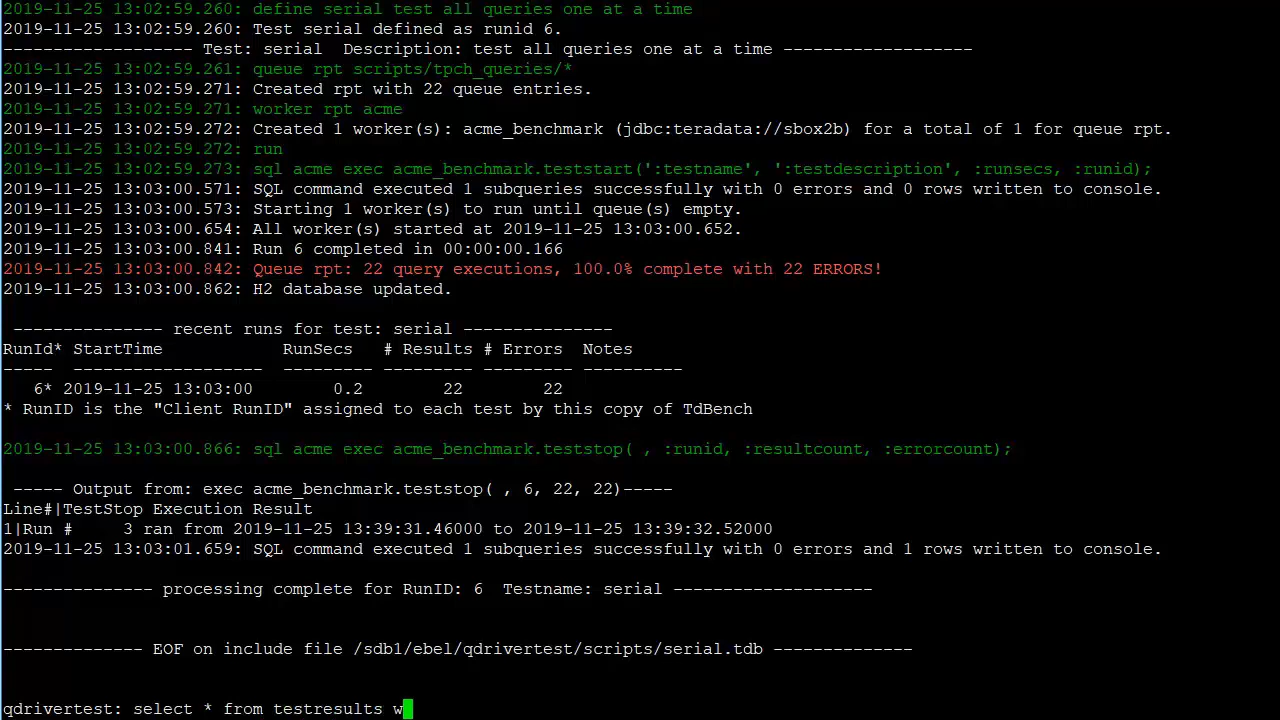 2019-11-25 13:02:59.260: define serial test all queries one at a time
2019-11-25 13:02:59.260: Test serial defined as runid 6.
------------------- Test: serial  Description: test all queries one at a time -------------------
2019-11-25 13:02:59.261: queue rpt scripts/tpch_queries/*
2019-11-25 13:02:59.271: Created rpt with 22 queue entries.
2019-11-25 13:02:59.271: worker rpt acme
2019-11-25 13:02:59.272: Created 1 worker(s): acme_benchmark (jdbc:teradata://sbox2b) for a total of 1 for queue rpt.
2019-11-25 13:02:59.272: run
2019-11-25 13:02:59.273: sql acme exec acme_benchmark.teststart(':testname', ':testdescription', :runsecs, :runid);
2019-11-25 13:03:00.571: SQL command executed 1 subqueries successfully with 0 errors and 0 rows written to console.
2019-11-25 13:03:00.573: Starting 1 worker(s) to run until queue(s) empty.
2019-11-25 13:03:00.654: All worker(s) started at 2019-11-25 13:03:00.652.
2019-11-25 13:03:00.841: Run 6 completed in 00:00:00.166
2019-11-25 13:03:00.842: Queue rpt: 22 query executions, 100.0% complete with 22 ERRORS!
2019-11-25 13:03:00.862: H2 database updated.
 --------------- recent runs for test: serial ---------------
RunId* StartTime            RunSecs   # Results # Errors  Notes
-----  -------------------  --------- --------- --------- ----------
   6* 2019-11-25 13:03:00        0.2        22        22
* RunID is the "Client RunID" assigned to each test by this copy of TdBench
2019-11-25 13:03:00.866: sql acme exec acme_benchmark.teststop( , :runid, :resultcount, :errorcount);
 ----- Output from: exec acme_benchmark.teststop( , 6, 22, 22)-----
Line#|TestStop Execution Result
1|Run #     3 ran from 2019-11-25 13:39:31.46000 to 2019-11-25 13:39:32.52000
2019-11-25 13:03:01.659: SQL command executed 1 subqueries successfully with 0 errors and 1 rows written to console.
--------------- processing complete for RunID: 6  Testname: serial --------------------
-------------- EOF on include file /sdb1/ebel/qdrivertest/scripts/serial.tdb --------------
qdrivertest: select * from testresults w